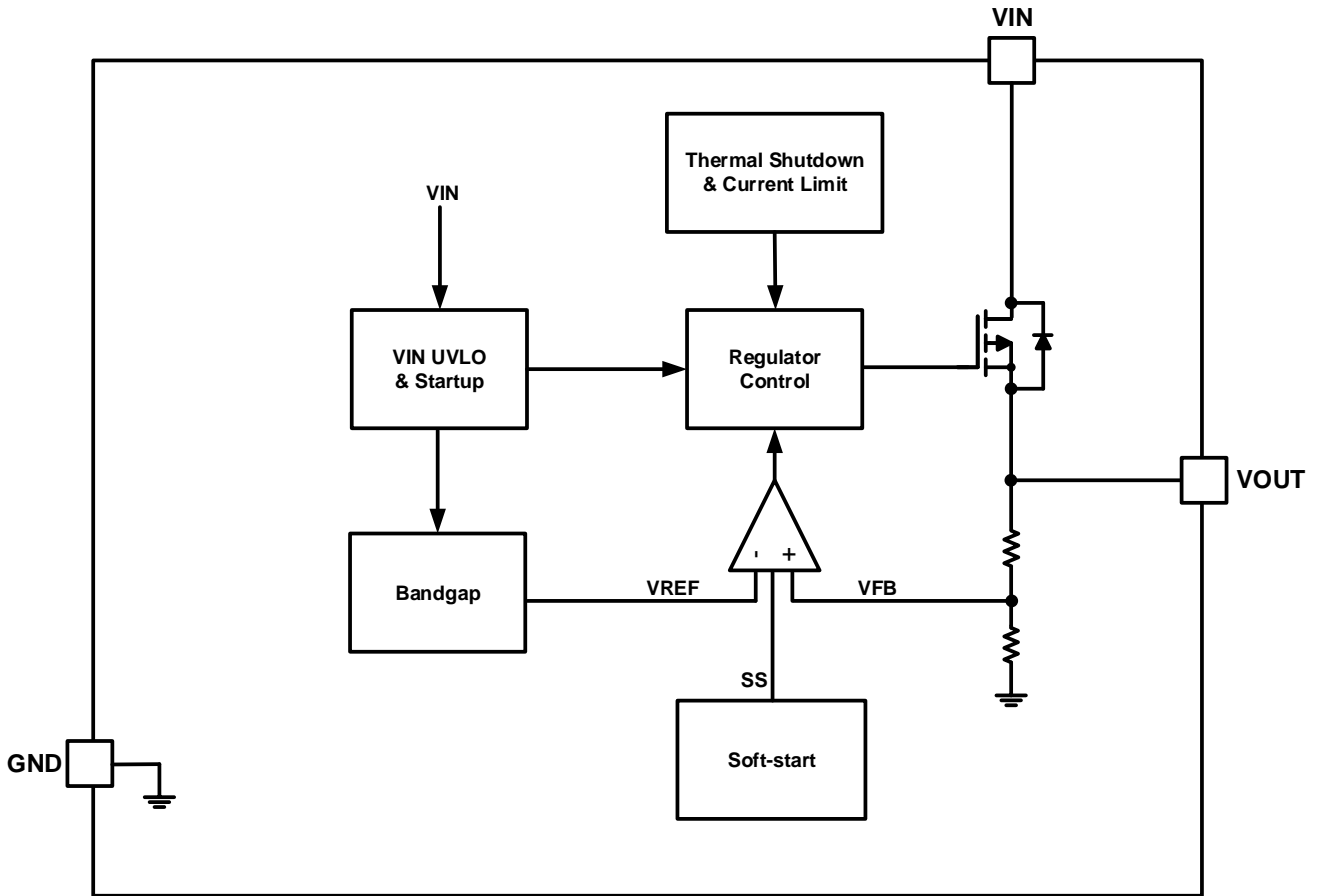 VIN
Thermal Shutdown
& Current Limit
VIN
VIN UVLO
& Startup
Regulator
Control
VOUT
- +
Bandgap
VREF
VFB
SS
Soft-start
GND